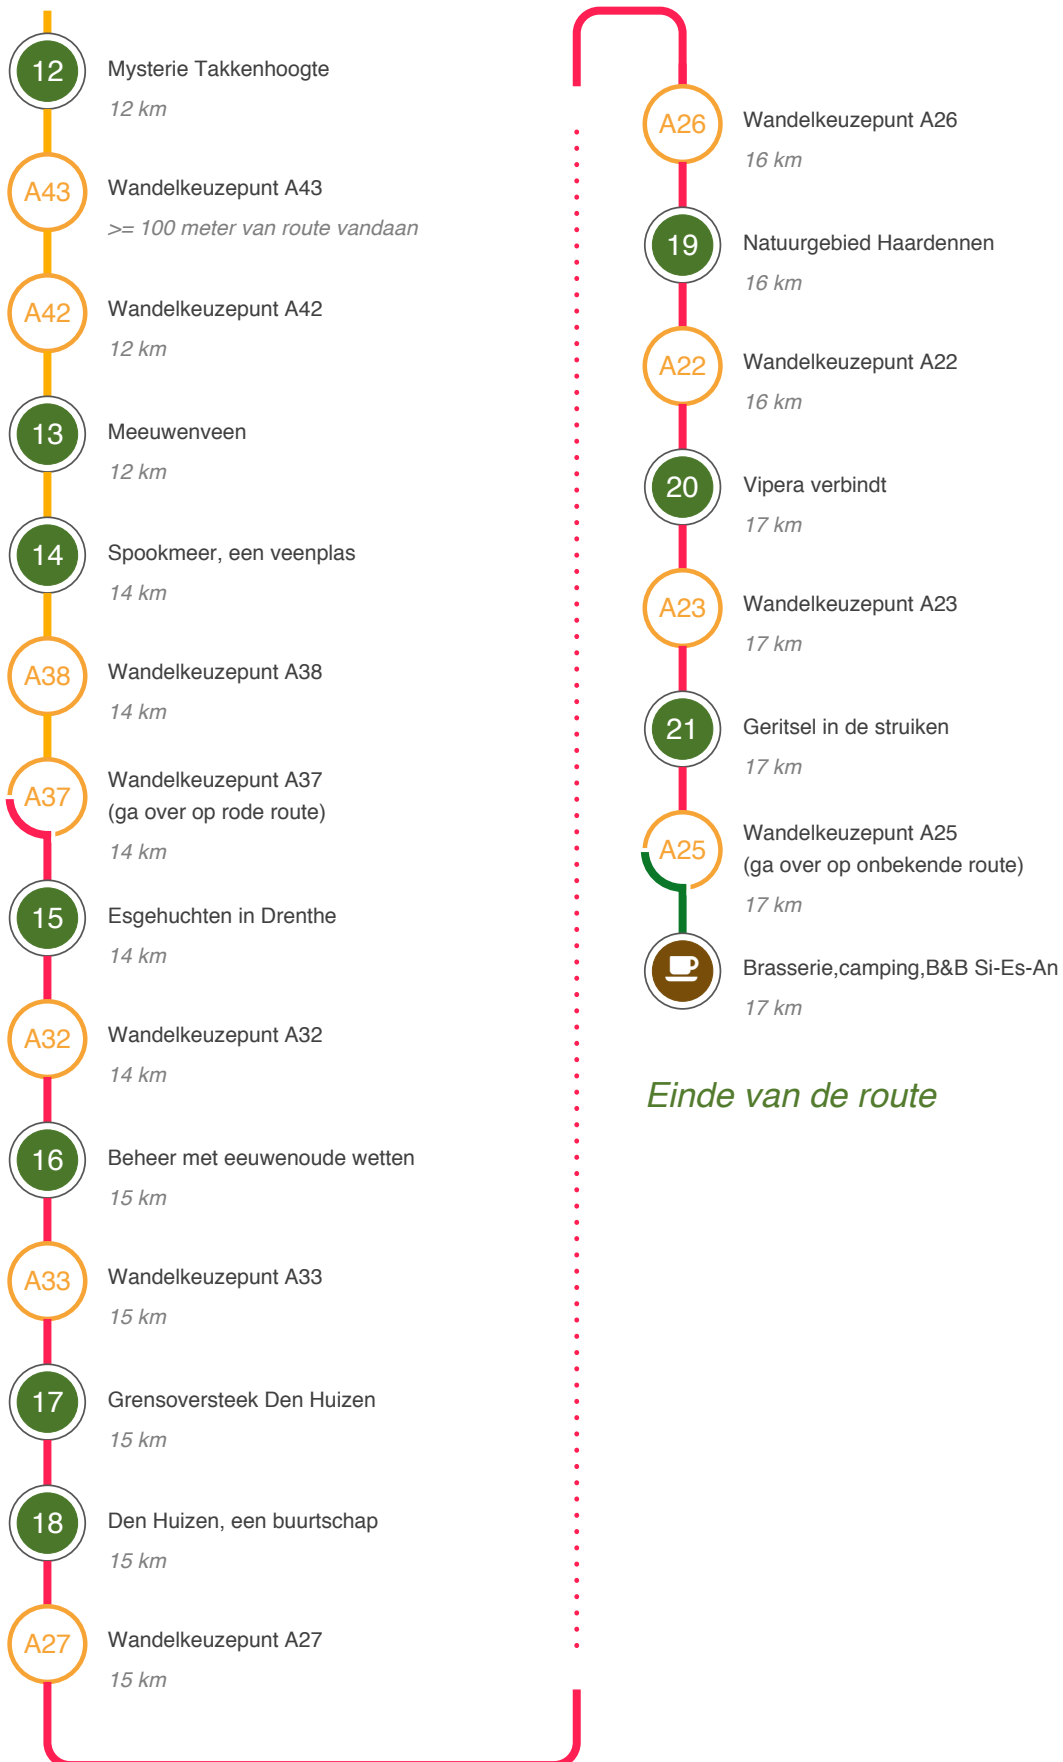 12
Mysterie Takkenhoogte
12 km
A43
Wandelkeuzepunt A43
>= 100 meter van route vandaan
A42
Wandelkeuzepunt A42
12 km
13
Meeuwenveen
12 km
14
Spookmeer, een veenplas
14 km
A38
Wandelkeuzepunt A38
14 km
A37
Wandelkeuzepunt A37
(ga over op rode route)
14 km
15
Esgehuchten in Drenthe
14 km
A32
Wandelkeuzepunt A32
14 km
16
Beheer met eeuwenoude wetten
15 km
A33
Wandelkeuzepunt A33
15 km
17
Grensoversteek Den Huizen
15 km
18
Den Huizen, een buurtschap
15 km
A27
Wandelkeuzepunt A27
15 km
A26
Wandelkeuzepunt A26
16 km
19
Natuurgebied Haardennen
16 km
A22
Wandelkeuzepunt A22
16 km
20
Vipera verbindt
17 km
A23
Wandelkeuzepunt A23
17 km
21
Geritsel in de struiken
17 km
A25
Wandelkeuzepunt A25
(ga over op onbekende route)
17 km
Brasserie,camping,B&B Si-Es-An
17 km
Einde van de route